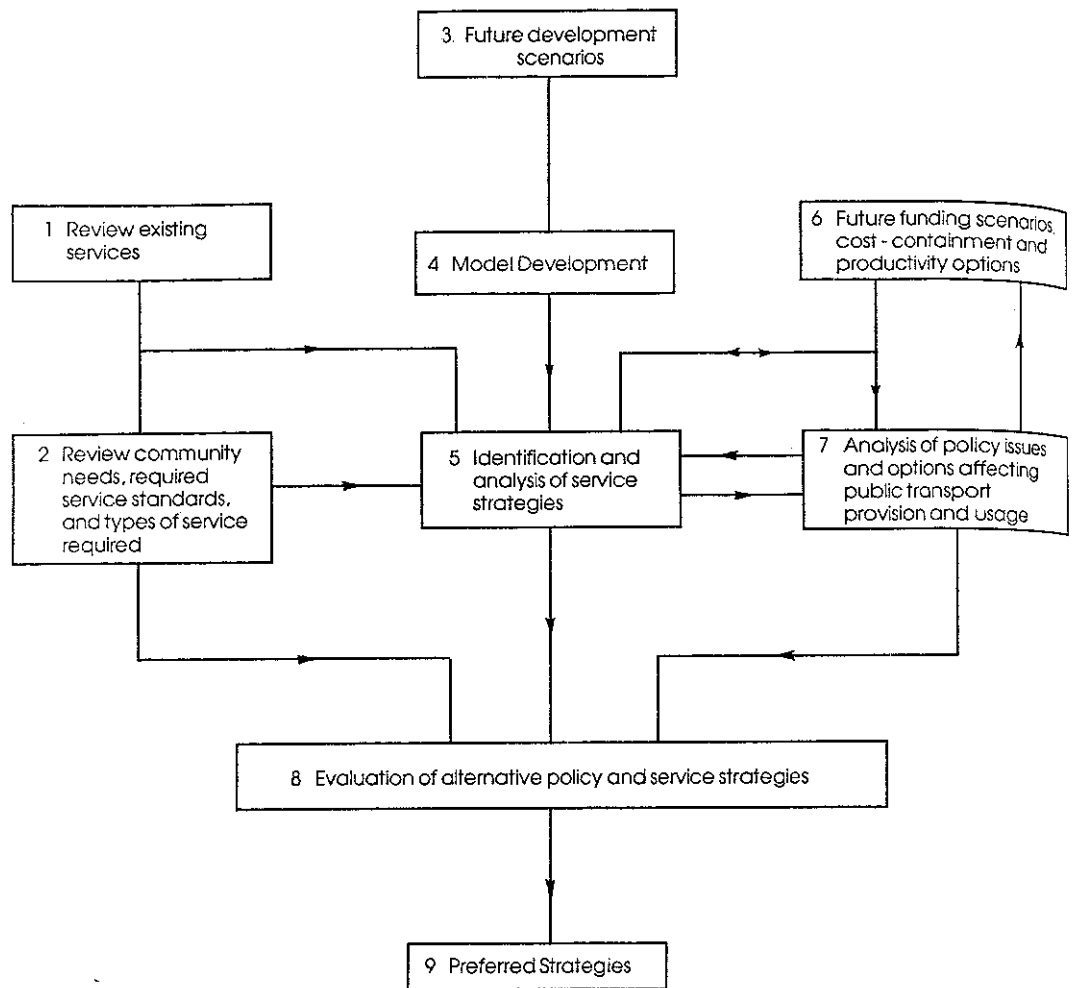 3. Future development
scenarios
1 Review existing
services
4 Model Development
6 Future funding scenarios,
cost - containment and
productivity options
2 Review community
needs, required
service standards,
and types of service
required
5 Identification and
analysis of service
strategies
7 Analysis of policy issues
and options affecting
public transport
provision and usage
8 Evaluation of alternative policy and service strategies
9 Preferred Strategies